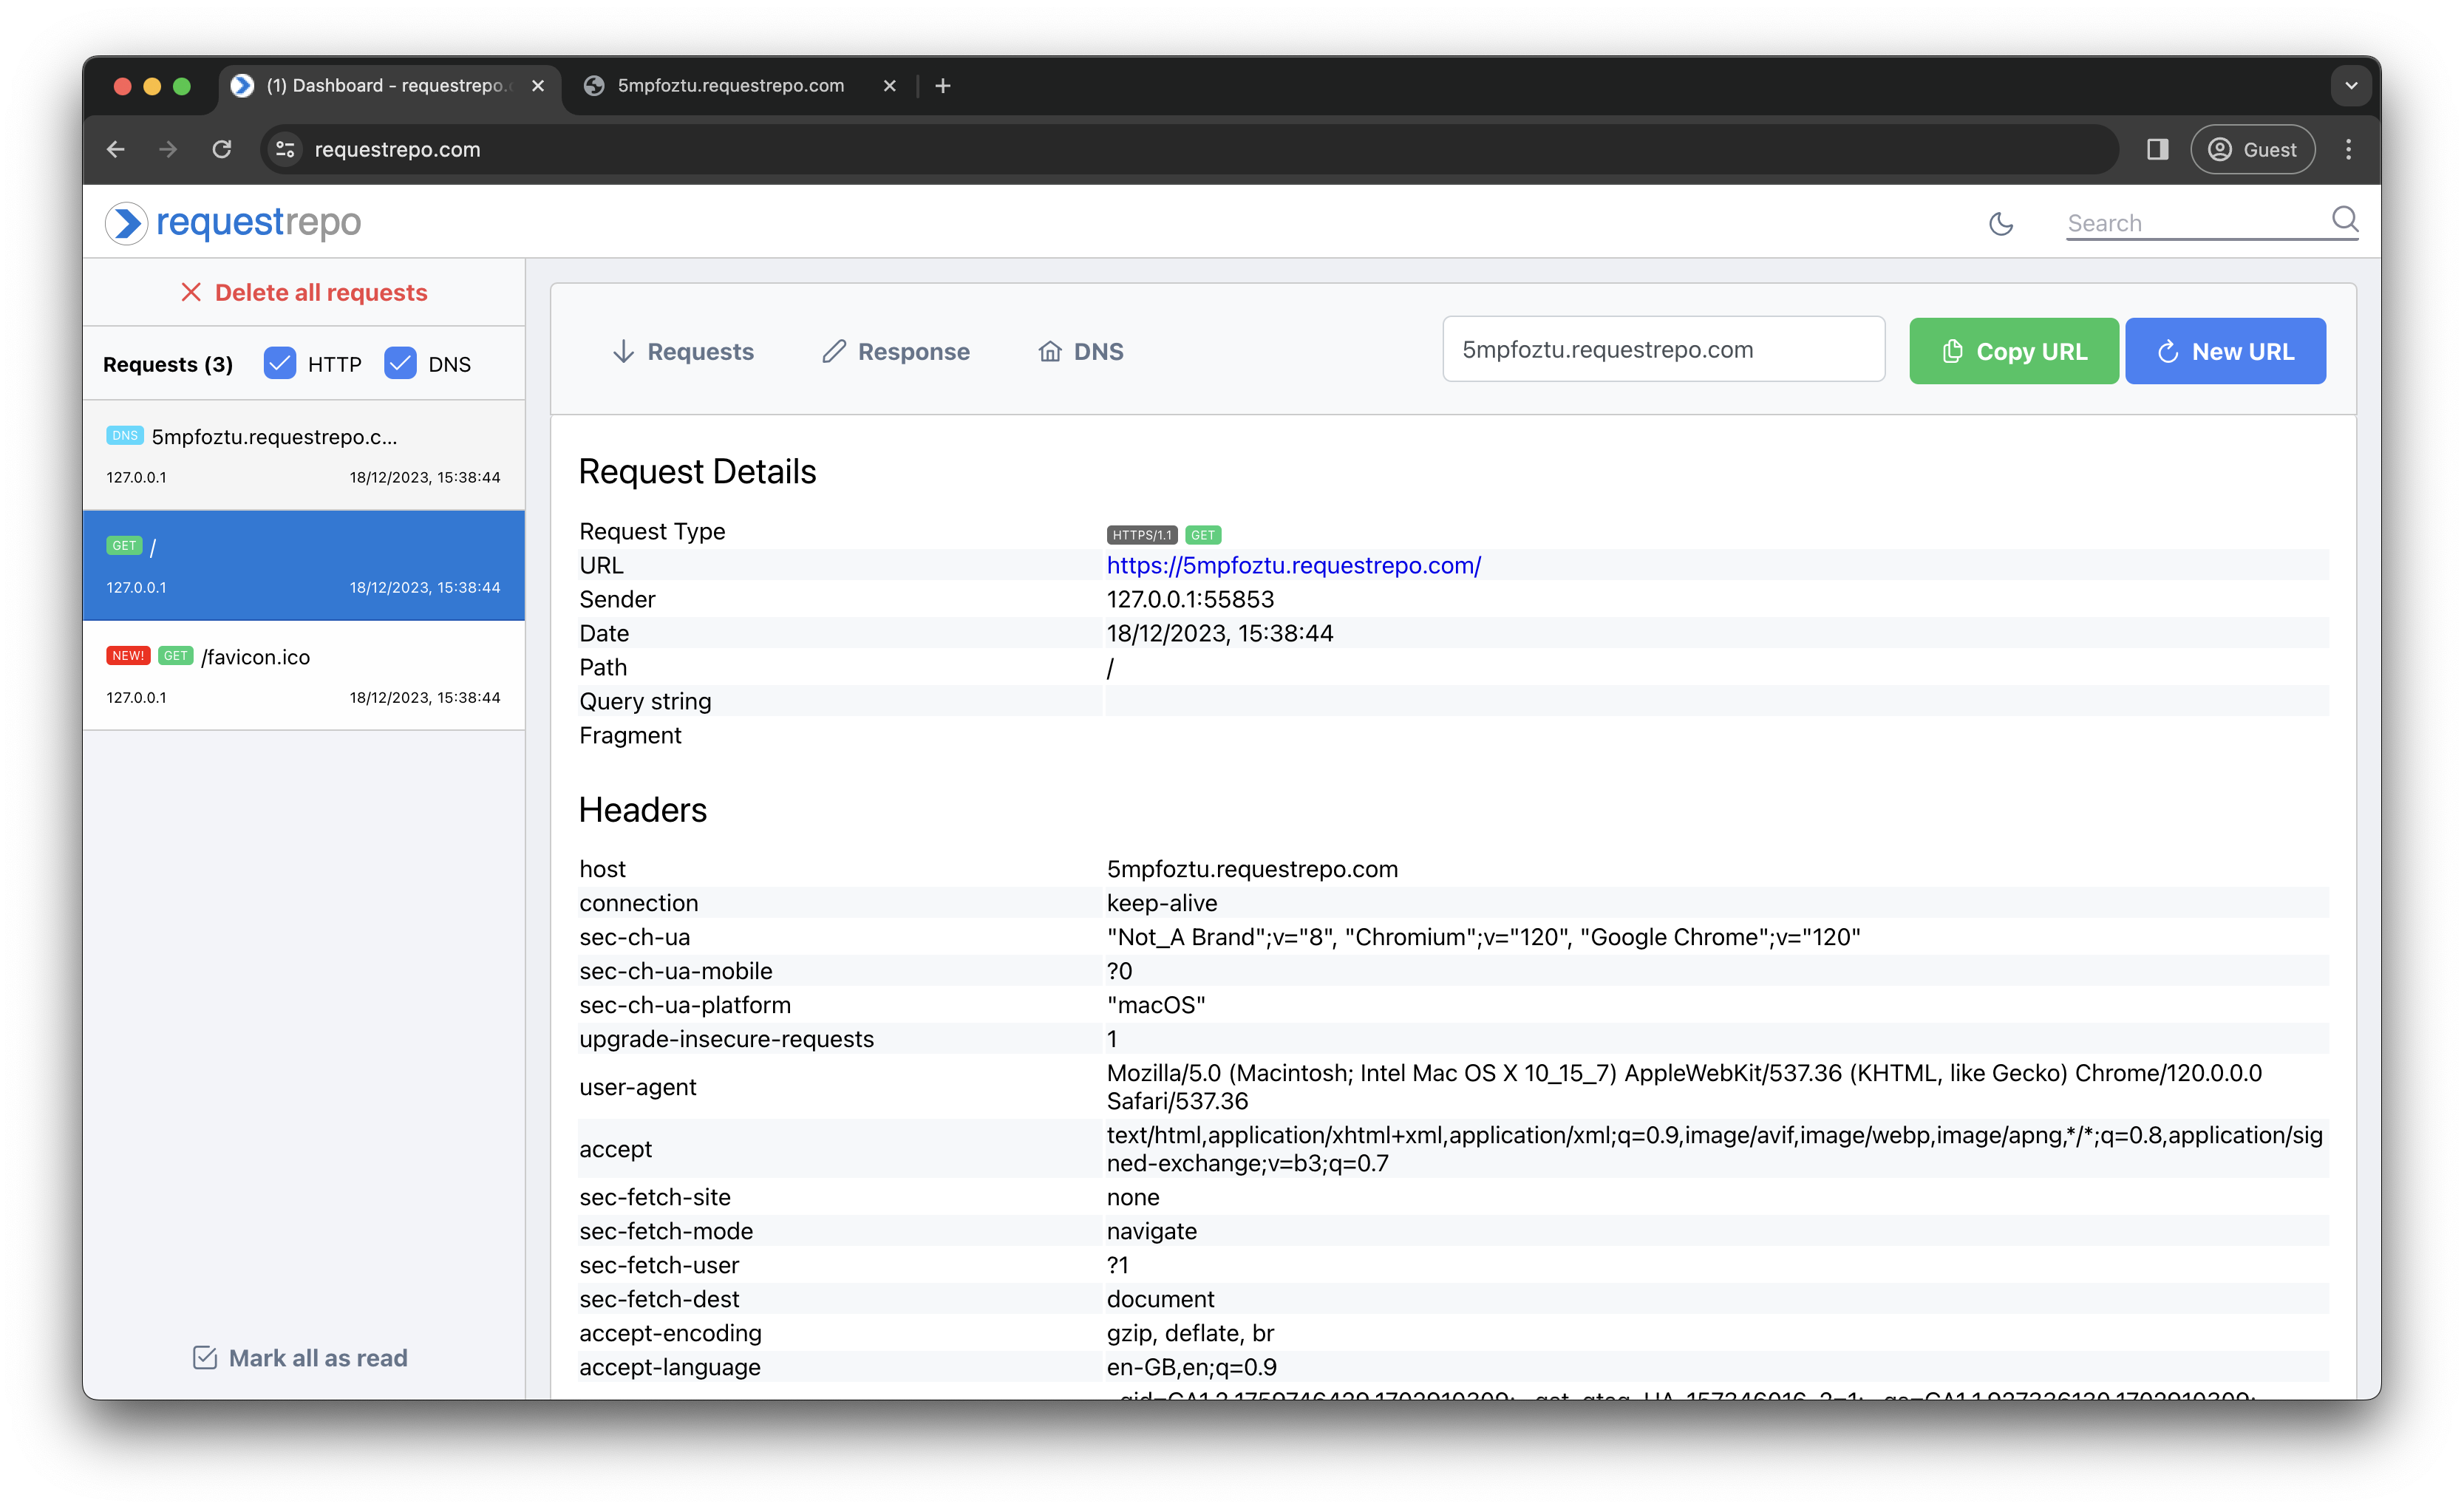 (1) Dashboard - requestrepo.
5mpfoztu.requestrepo.com
requestrepo.com
Guest
requestrepo
Search
Delete all requests
Requests (3)
HTTP
DNS
DNS 5mpfoztu.requestrepo.c...
127.0.0.1 18/12/2023, 15:38:44
GET /
127.0.0.1 18/12/2023, 15:38:44
NEW! GET /favicon.ico
127.0.0.1 18/12/2023, 15:38:44
Mark all as read
Requests
Response
DNS
5mpfoztu.requestrepo.com
Copy URL
New URL
Request Details
Request Type HTTPS/1.1 GET
URL https://5mpfoztu.requestrepo.com/
Sender 127.0.0.1:55853
Date 18/12/2023, 15:38:44
Path /
Query string
Fragment
Headers
host 5mpfoztu.requestrepo.com
connection keep-alive
sec-ch-ua "Not_A Brand";v="8", "Chromium";v="120", "Google Chrome";v="120"
sec-ch-ua-mobile ?0
sec-ch-ua-platform "macOS"
upgrade-insecure-requests 1
user-agent Mozilla/5.0 (Macintosh; Intel Mac OS X 10_15_7) AppleWebKit/537.36 (KHTML, like Gecko) Chrome/120.0.0.0
Safari/537.36
accept text/html,application/xhtml+xml,application/xml;q=0.9,image/avif,image/webp,image/apng,*/*;q=0.8,application/sig
ned-exchange;v=b3;q=0.7
sec-fetch-site none
sec-fetch-mode navigate
sec-fetch-user ?1
sec-fetch-dest document
accept-encoding gzip, deflate, br
accept-language en-GB,en;q=0.9